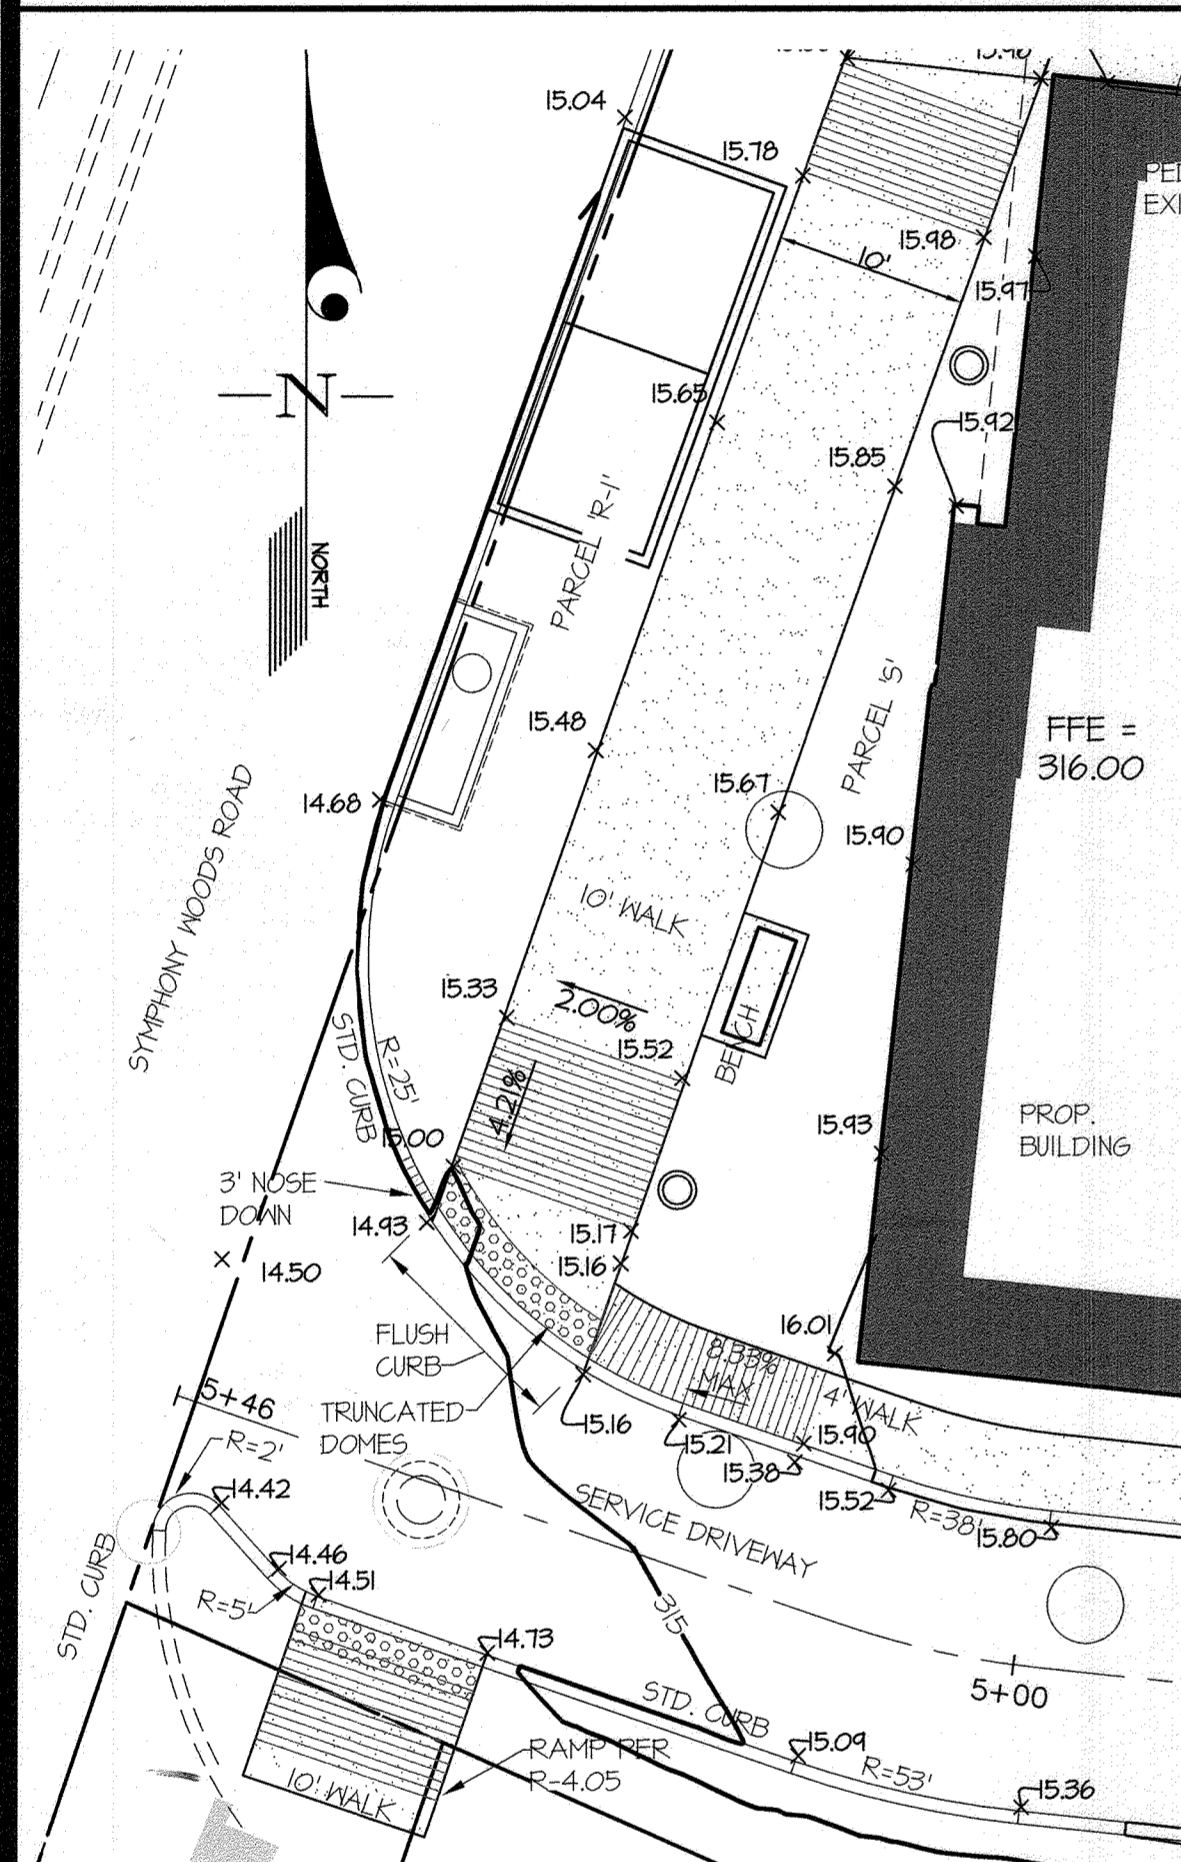 15.04
15.78
15.98
10'
15.97
15.65
15.92
15.85
N
NORTH
PARCEL 'R-1'
PARCEL 'S'
15.48
FFE =
316.00
15.67
14.68
15.90
SYMPHONY WOODS ROAD
10' WALK
15.33
2.00%
15.52
BENCH
STD. CURB
R=25'
4.21%
PROP.
BUILDING
15.93
15.00
3' NOSE
DOWN
14.93
15.17
15.16
14.50
16.01
FLUSH
CURB
8.33%
MAX
5+46
TRUNCATED
DOMES
4' WALK
15.16
15.21
15.90
R=2'
15.38
14.42
15.52
R=38'
15.80
SERVICE DRIVEWAY
14.46
14.51
STD. CURB
R=5'
315
14.73
5+00
STD. CURB
15.09
RAMP PER
R-4.05
R=53'
15.36
10' WALK